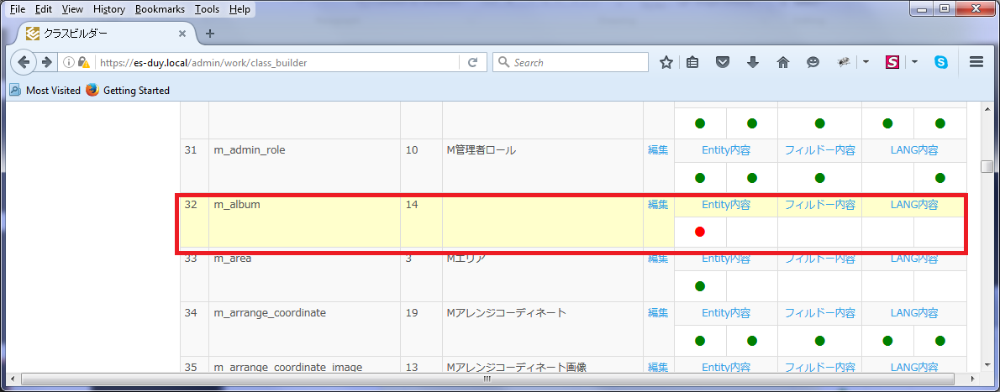 File Edit View History Bookmarks Tools Help
クラスビルダー
https://es-duy.local/admin/work/class_builder
Search
Most Visited Getting Started
31 m_admin_role 10 M管理者ロール 編集 Entity内容 フィルドー内容 LANG内容
32 m_album 14 編集 Entity内容 フィルドー内容 LANG内容
33 m_area 3 Mエリア 編集 Entity内容 フィルドー内容 LANG内容
34 m_arrange_coordinate 19 Mアレンジコーディネート 編集 Entity内容 フィルドー内容 LANG内容
35 m_arrange_coordinate_image 13 Mアレンジコーディネート画像 編集 Entity内容 フィルドー内容 LANG内容